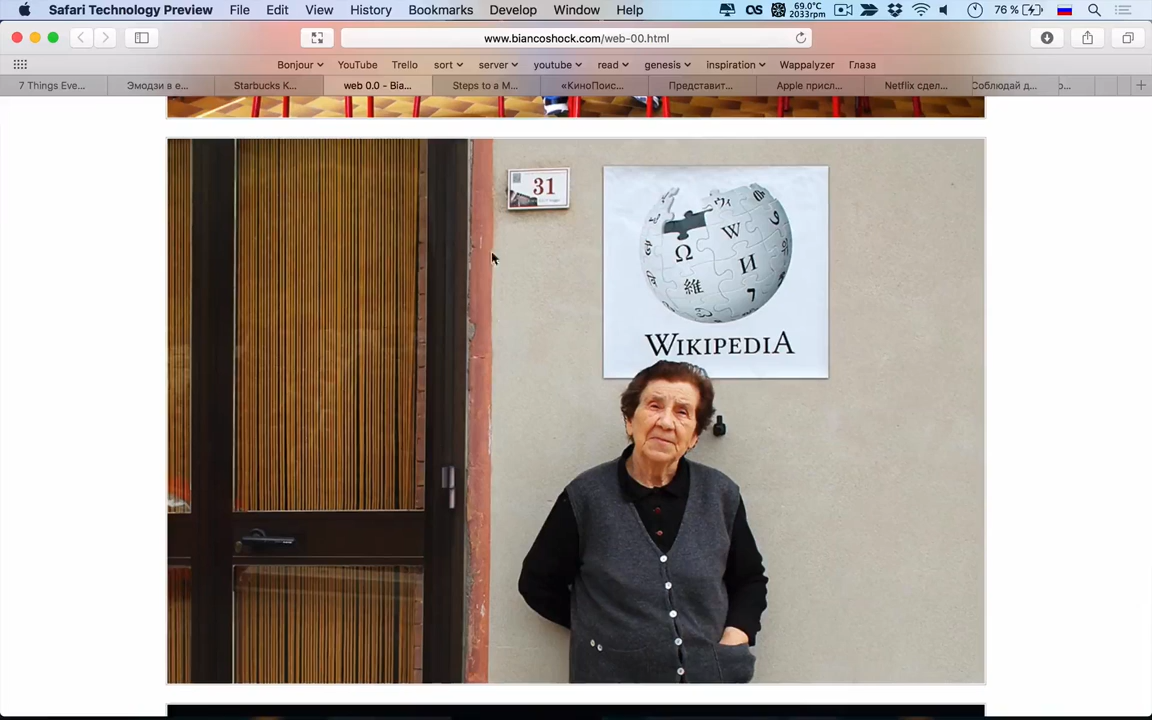 Safari Technology Preview File Edit View History Bookmarks Develop Window Help
69.0°C
2033rpm
76 %
www.biancoshock.com/web-00.html
Bonjour YouTube Trello sort server youtube read genesis inspiration Wappalyzer Глаза
7 Things Eve... Эмодзи в е... Starbucks K... web 0.0 - Bia... Steps to a M... «КиноПоис... Представит... Apple присл... Netflix сдел... Соблюдай д...
31
Ω W И
維 7
WIKIPEDIA